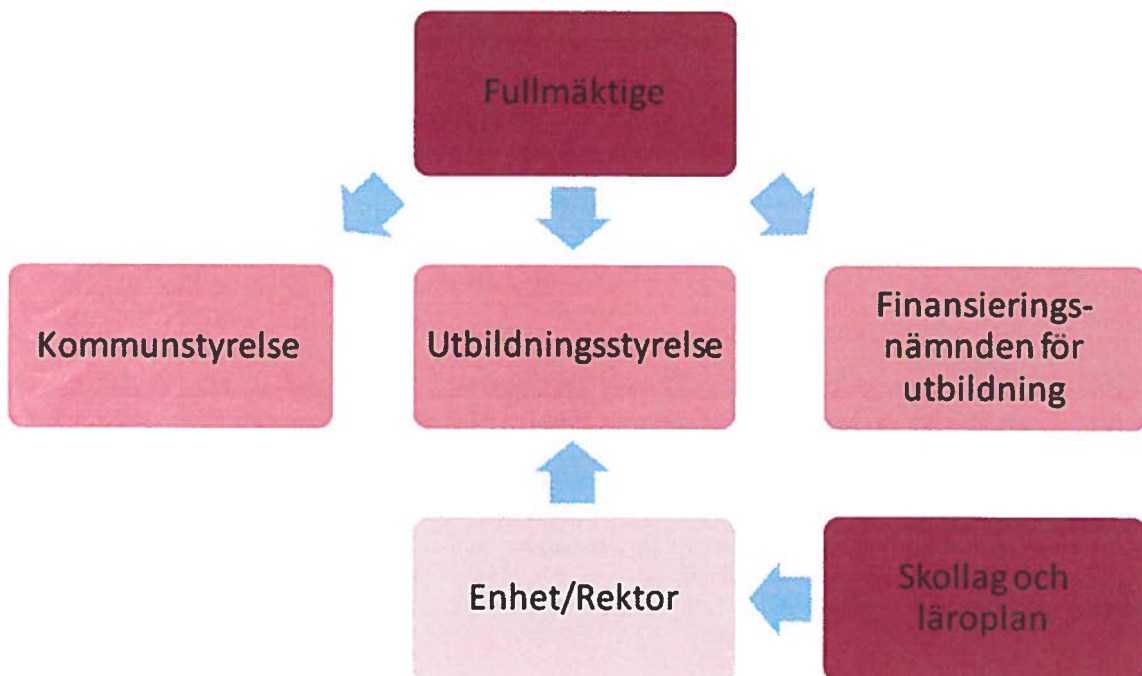 Fullmäktige
Kommunstyrelse
Utbildningsstyrelse
Finansierings-
nämnden för
utbildning
Enhet/Rektor
Skollag och
läroplan